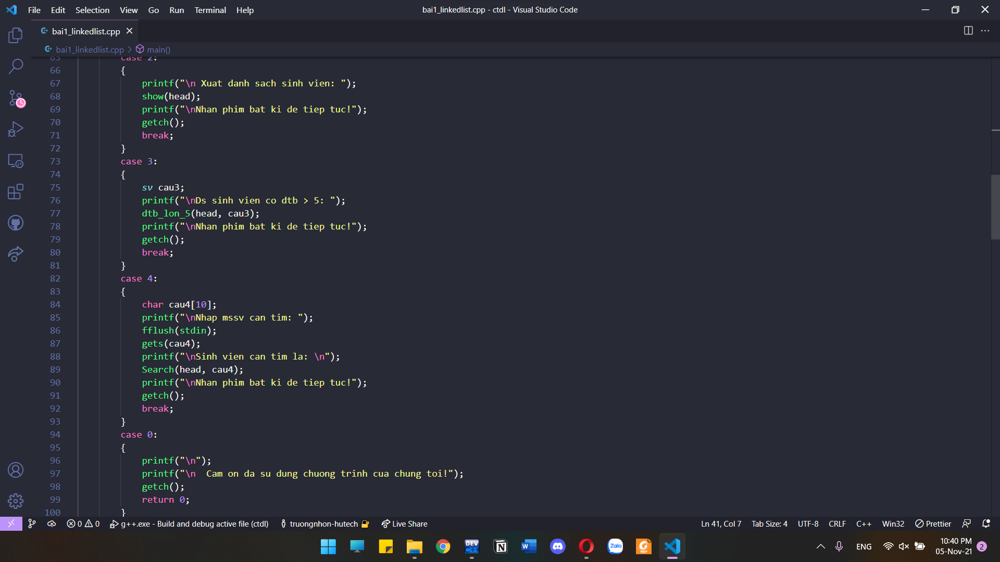 File Edit Selection View Go Run Terminal Help
bai1_linkedlist.cpp - ctdl - Visual Studio Code
bai1_linkedlist.cpp
bai1_linkedlist.cpp > main()
65 case 2:
66 {
67 printf("\n Xuat danh sach sinh vien: ");
68 show(head);
69 printf("\nNhan phim bat ki de tiep tuc!");
70 getch();
71 break;
72 }
73 case 3:
74 {
75 sv cau3;
76 printf("\nDs sinh vien co dtb > 5: ");
77 dtb_lon_5(head, cau3);
78 printf("\nNhan phim bat ki de tiep tuc!");
79 getch();
80 break;
81 }
82 case 4:
83 {
84 char cau4[10];
85 printf("\nNhap mssv can tim: ");
86 fflush(stdin);
87 gets(cau4);
88 printf("\nSinh vien can tim la: \n");
89 Search(head, cau4);
90 printf("\nNhan phim bat ki de tiep tuc!");
91 getch();
92 break;
93 }
94 case 0:
95 {
96 printf("\n");
97 printf("\n  Cam on da su dung chuong trinh cua chung toi!");
98 getch();
99 return 0;
100 }
0 0 g++.exe - Build and debug active file (ctdl) truongnhon-hutech Live Share Ln 41, Col 7 Tab Size: 4 UTF-8 CRLF C++ Win32 Prettier
DEV C++ N W Zalo PDF
ENG
10:40 PM
05-Nov-21
2